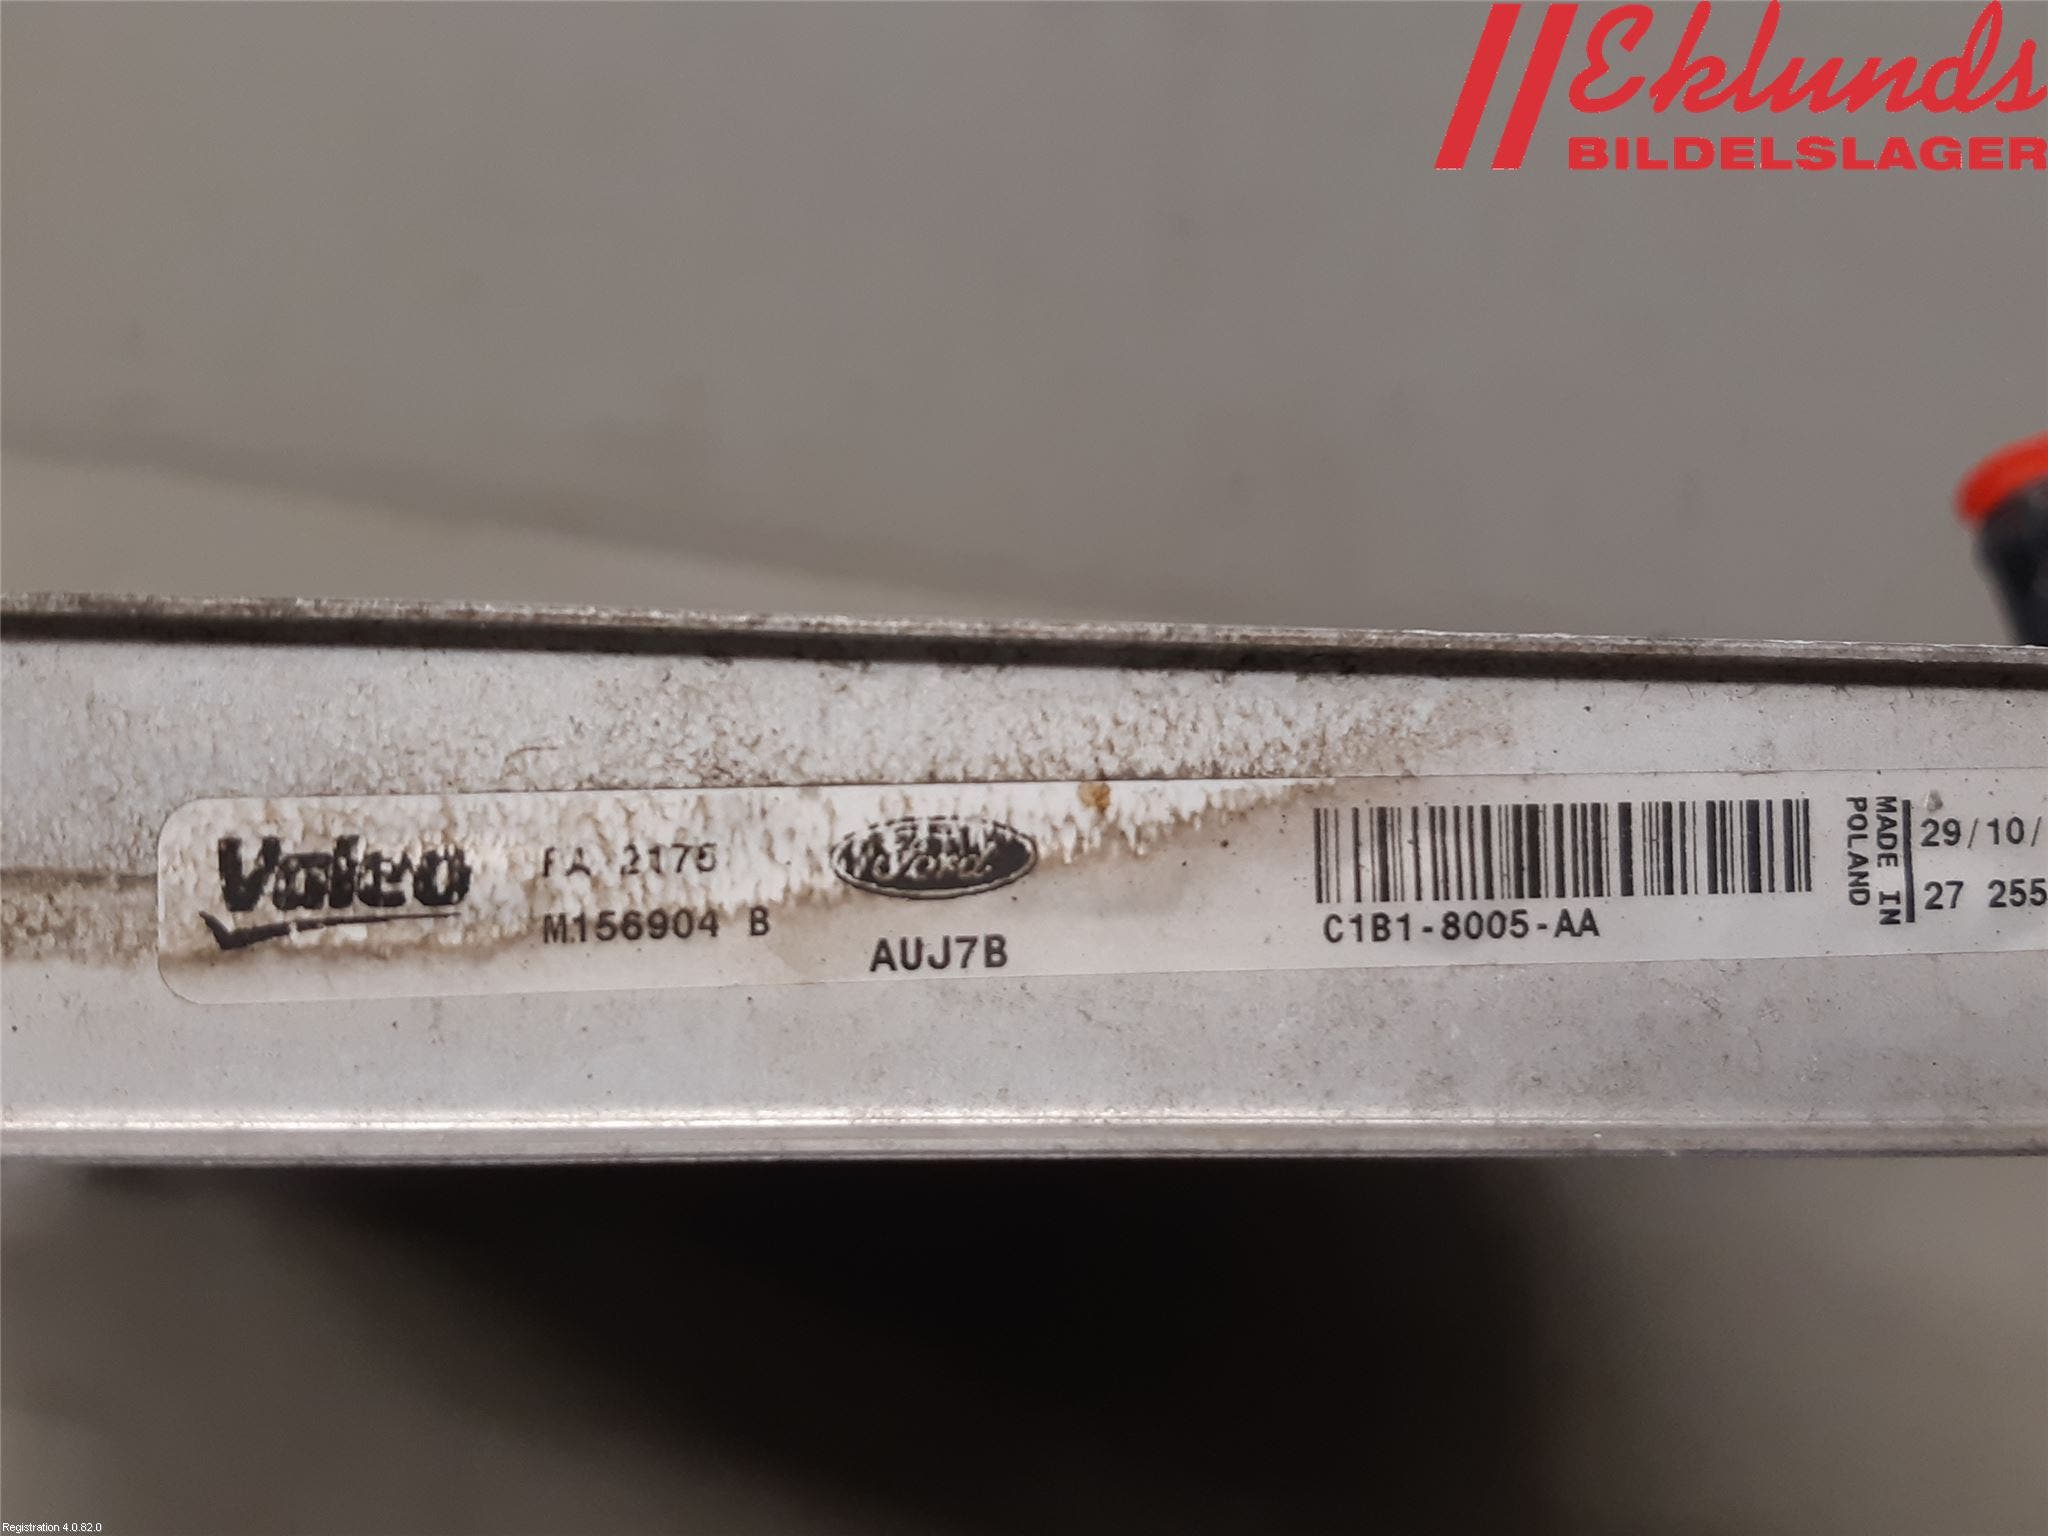 Eklunds
BILDELSLAGER
Valeo
FA 2175
M156904 B
Ford
AUJ7B
C1B1-8005-AA
MADE IN
POLAND
29/10/
27 255
Registration 4.0.82.0